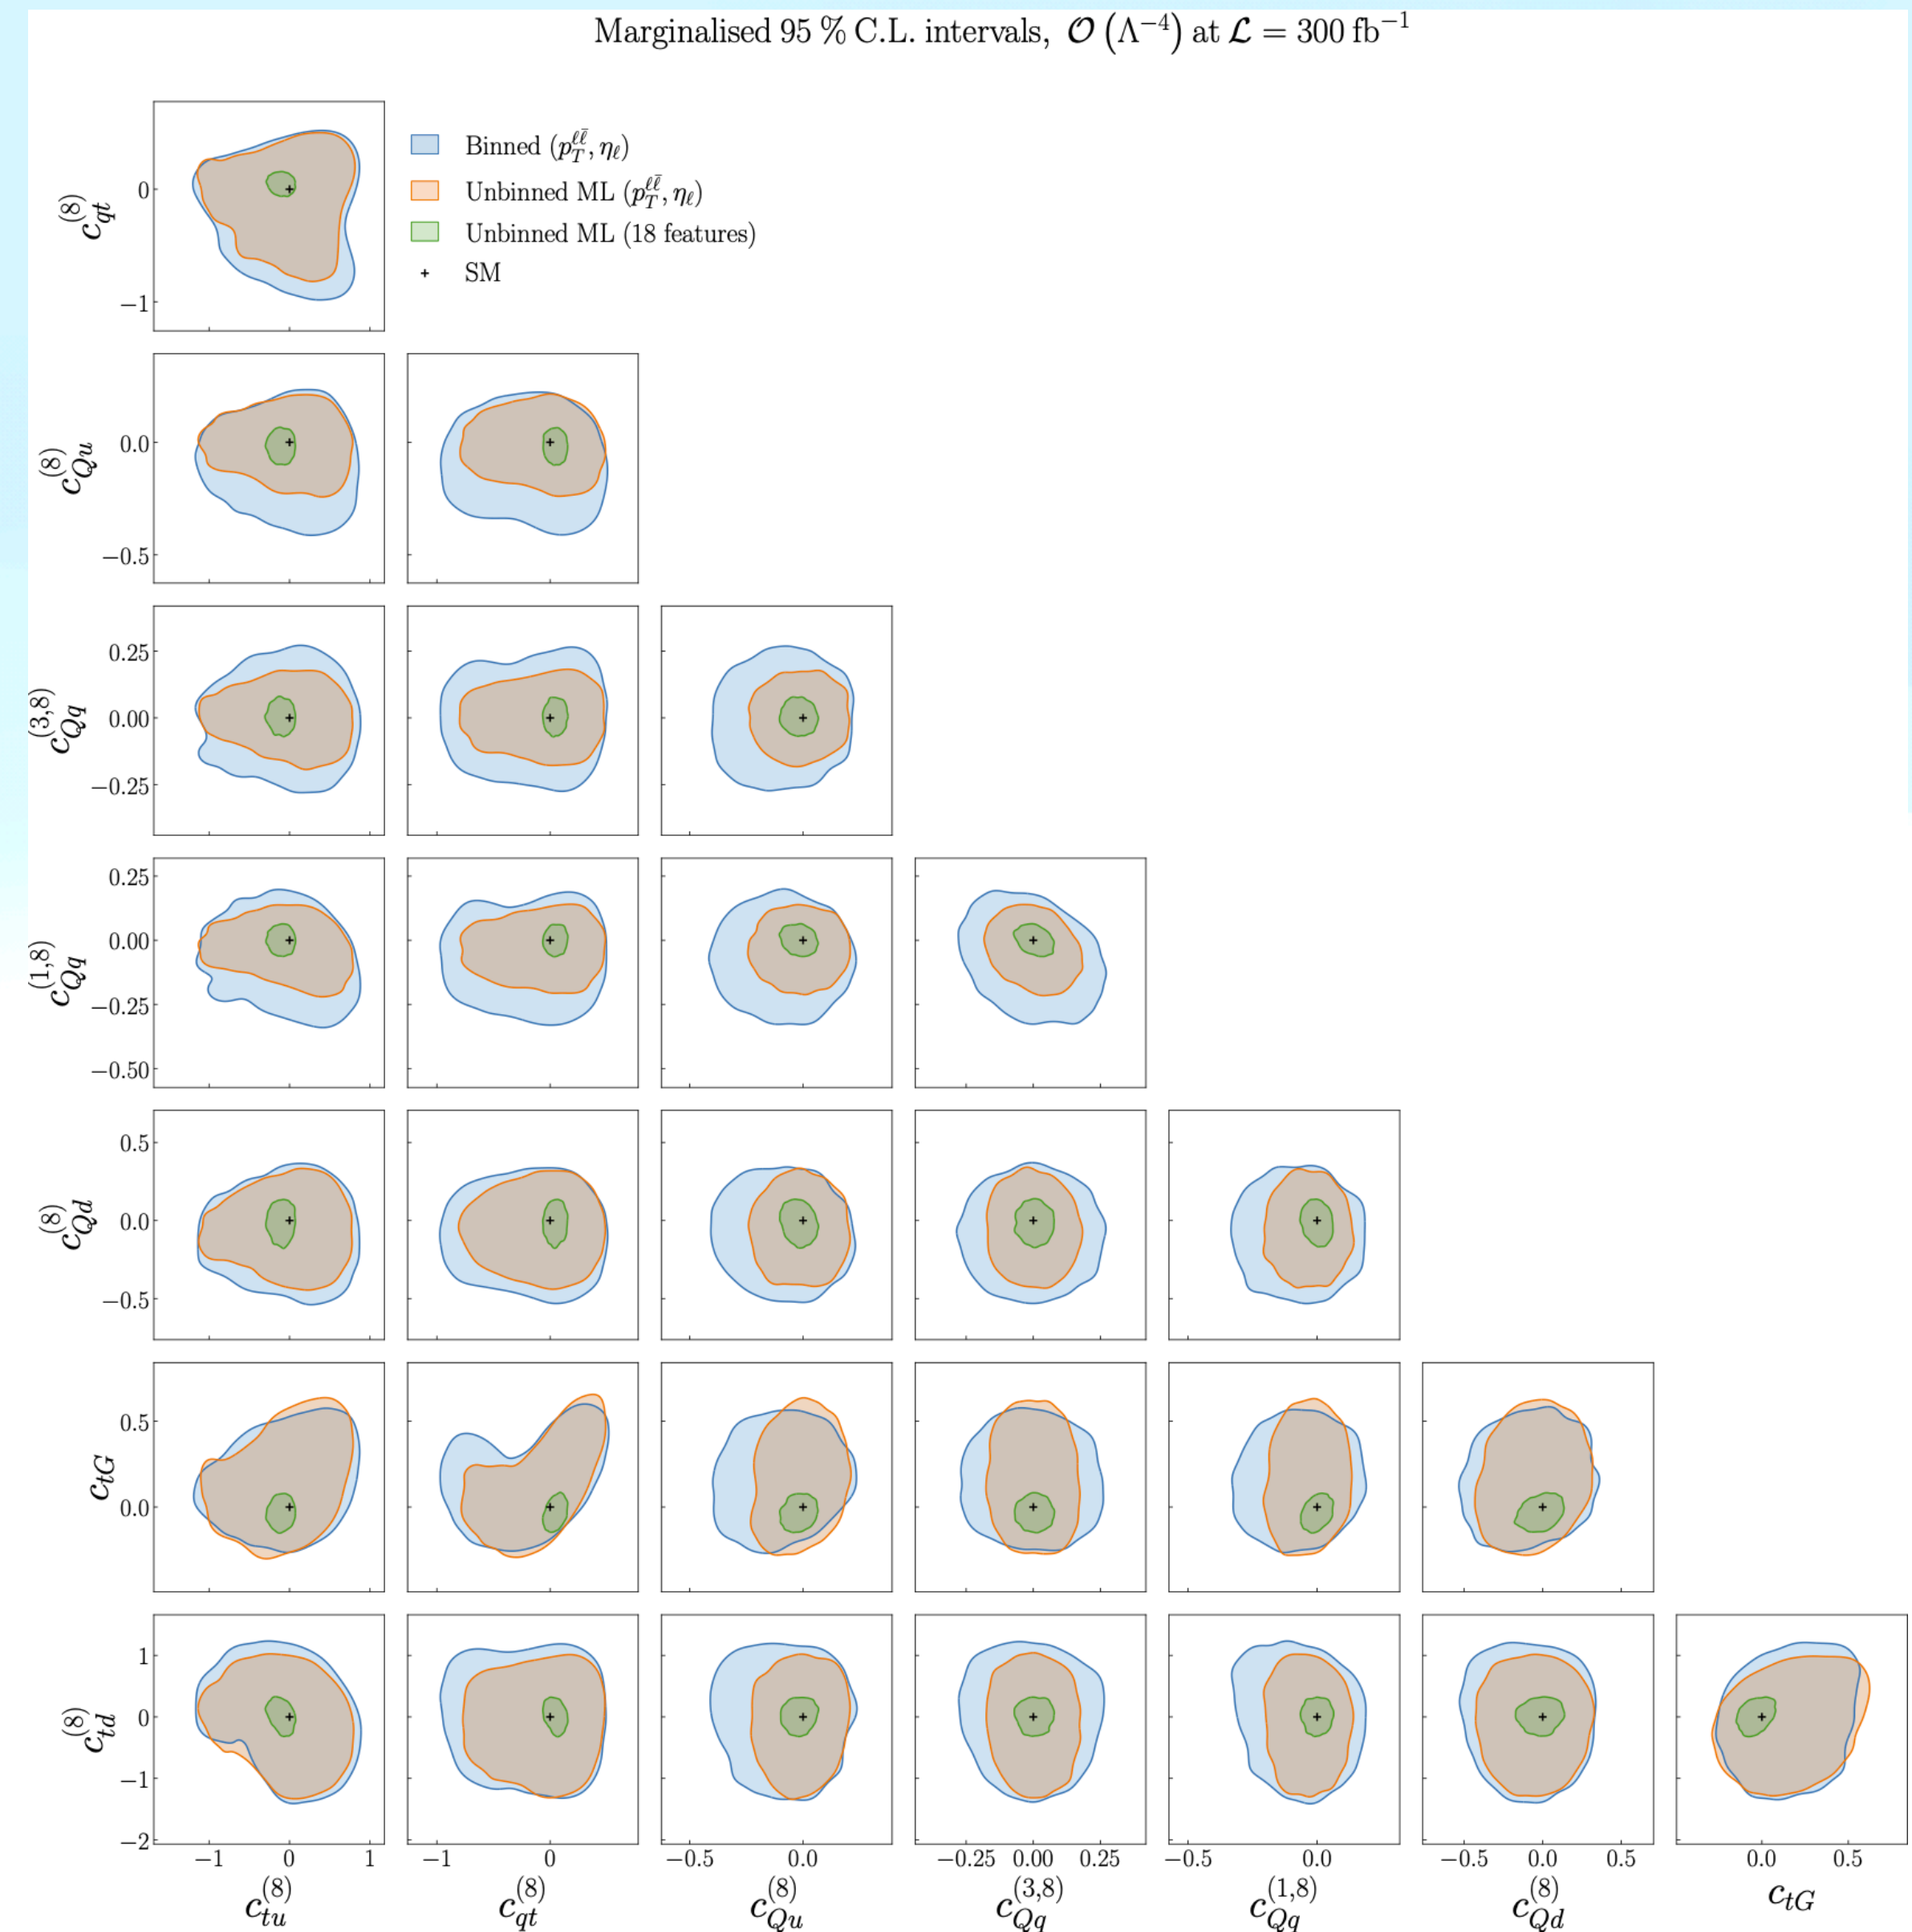 Marginalised 95 % C.L. intervals, 𝒪 (Λ⁻⁴) at ℒ = 300 fb⁻¹
Binned (p_T^{ℓℓ̄}, η_ℓ)
Unbinned ML (p_T^{ℓℓ̄}, η_ℓ)
Unbinned ML (18 features)
SM
c_{qt}^{(8)}
0
−1
c_{Qu}^{(8)}
0.0
−0.5
c_{Qq}^{(3,8)}
0.25
0.00
−0.25
c_{Qq}^{(1,8)}
0.25
0.00
−0.25
−0.50
c_{Qd}^{(8)}
0.5
0.0
−0.5
c_{tG}
0.5
0.0
c_{td}^{(8)}
1
0
−1
−2
−1 0 1 −1 0 −0.5 0.0 −0.25 0.00 0.25 −0.5 0.0 −0.5 0.0 0.5 0.0 0.5
c_{tu}^{(8)} c_{qt}^{(8)} c_{Qu}^{(8)} c_{Qq}^{(3,8)} c_{Qq}^{(1,8)} c_{Qd}^{(8)} c_{tG}